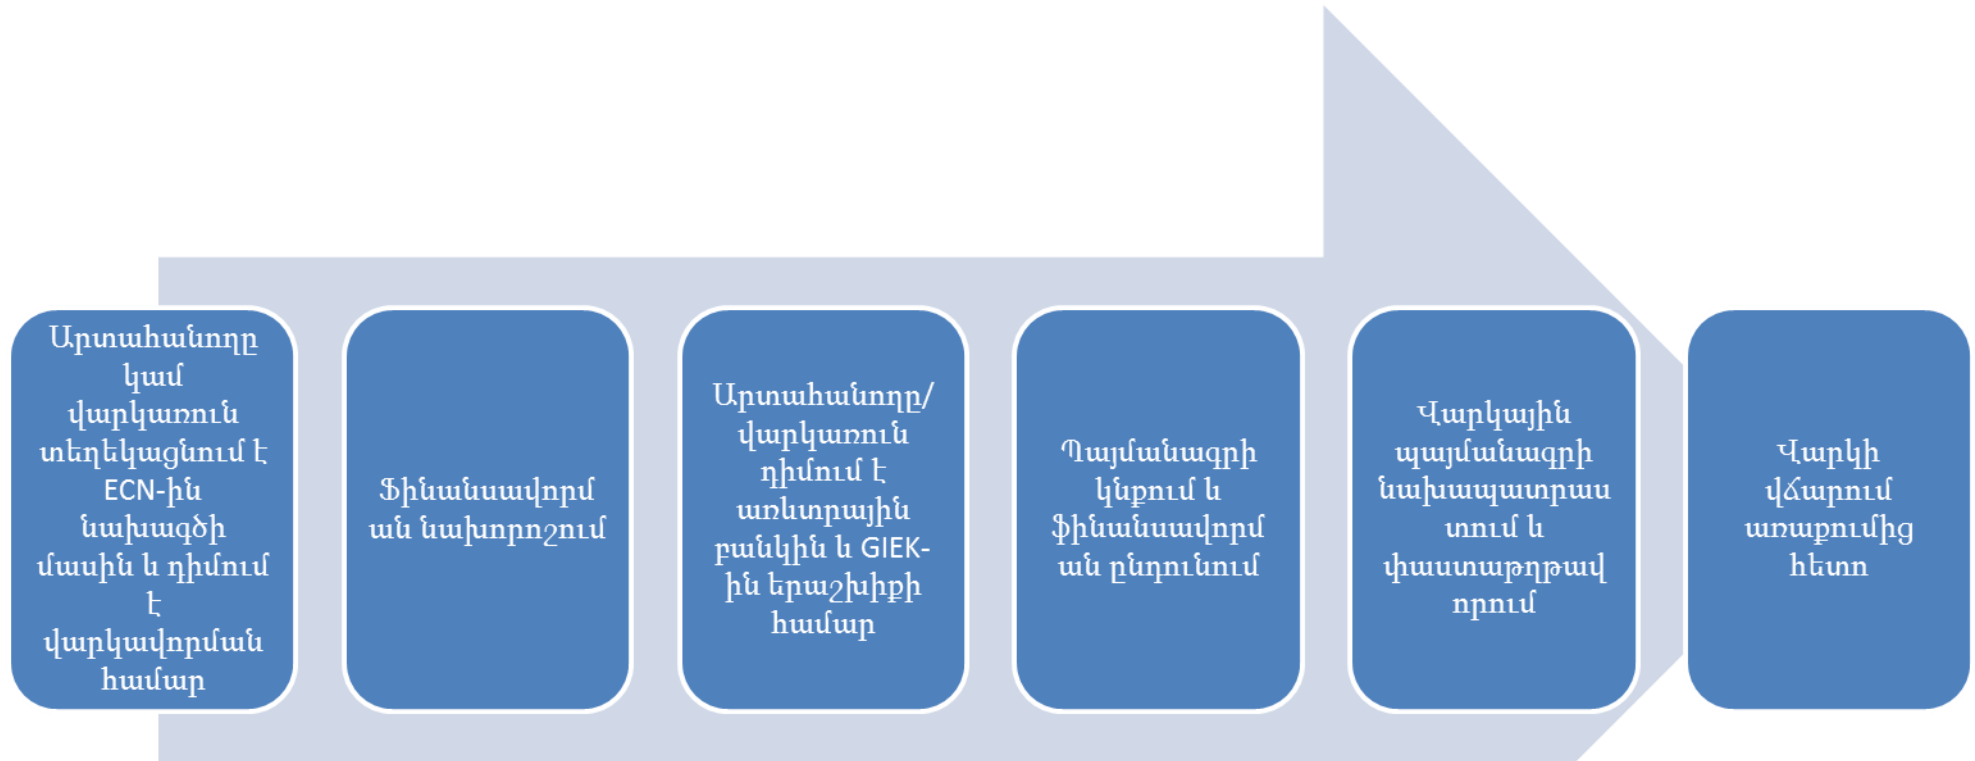 Արտահանողը
կամ
վարկառուն
տեղեկացնում է
ECN-ին
նախագծի
մասին և դիմում
է
վարկավորման
համար
Ֆինանսավորմ
ան նախորոշում
Արտահանողը/
վարկառուն
դիմում է
առևտրային
բանկին և GIEK-
ին երաշխիքի
համար
Պայմանագրի
կնքում և
ֆինանսավորմ
ան ընդունում
Վարկային
պայմանագրի
նախապատրաս
տում և
փաստաթղթավ
որում
Վարկի
վճարում
առաքումից
հետո